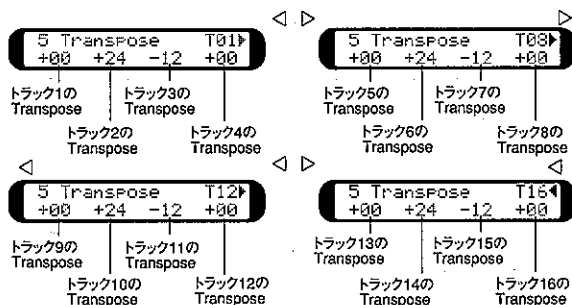 5 Transpose T01▶
+00 +24 -12 +00
トラック1の
Transpose
トラック2の
Transpose
トラック3の
Transpose
トラック4の
Transpose
5 Transpose T08▶
+00 +24 -12 +00
トラック5の
Transpose
トラック6の
Transpose
トラック7の
Transpose
トラック8の
Transpose
5 Transpose T12▶
+00 +24 -12 +00
トラック9の
Transpose
トラック10の
Transpose
トラック11の
Transpose
トラック12の
Transpose
5 Transpose T16◀
+00 +24 -12 +00
トラック13の
Transpose
トラック14の
Transpose
トラック15の
Transpose
トラック16の
Transpose